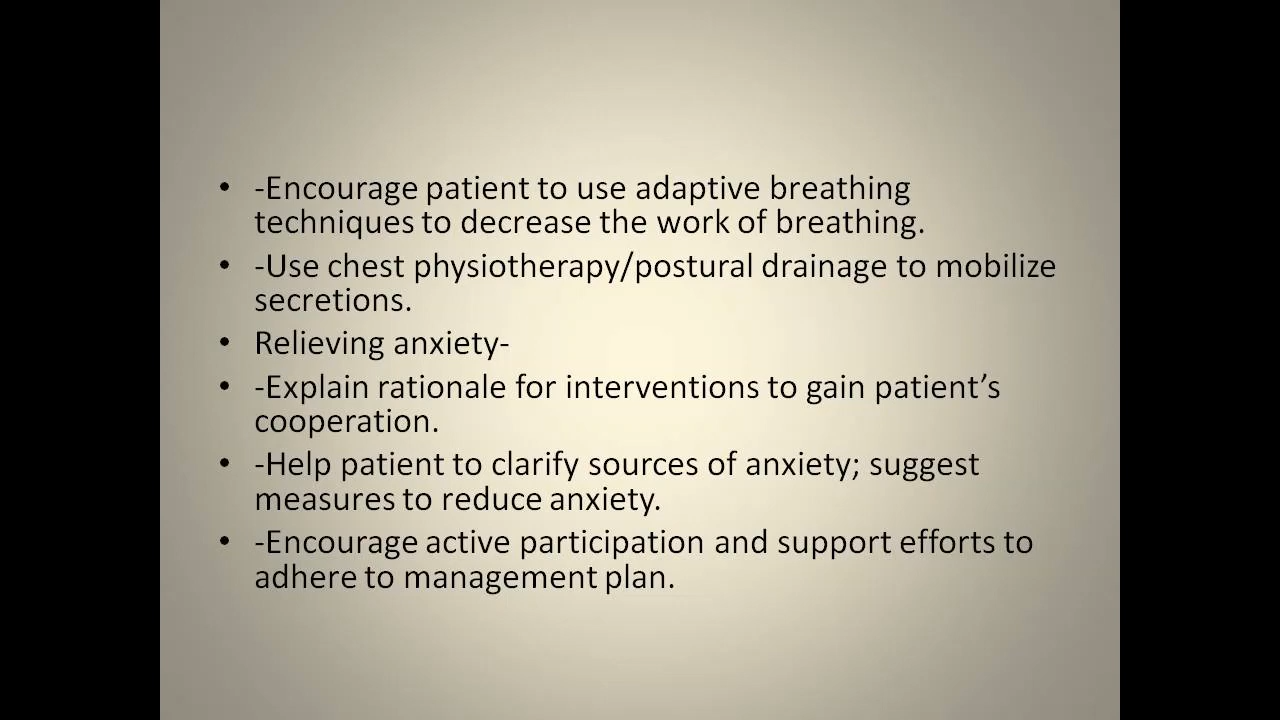 • -Encourage patient to use adaptive breathing
techniques to decrease the work of breathing.
• -Use chest physiotherapy/postural drainage to mobilize
secretions.
• Relieving anxiety-
• -Explain rationale for interventions to gain patient’s
cooperation.
• -Help patient to clarify sources of anxiety; suggest
measures to reduce anxiety.
• -Encourage active participation and support efforts to
adhere to management plan.